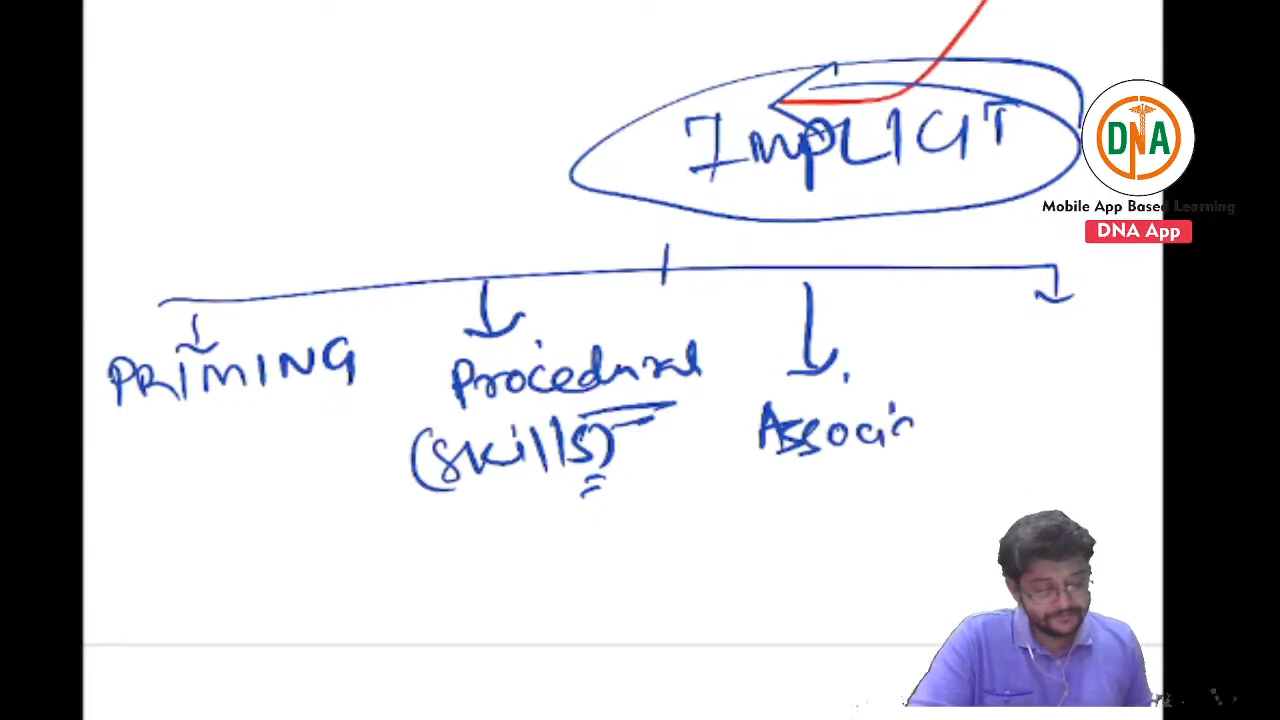 IMPLICIT
DNA
Mobile App Based Learning
DNA App
PRIMING
Procedural
(skills)
Associ